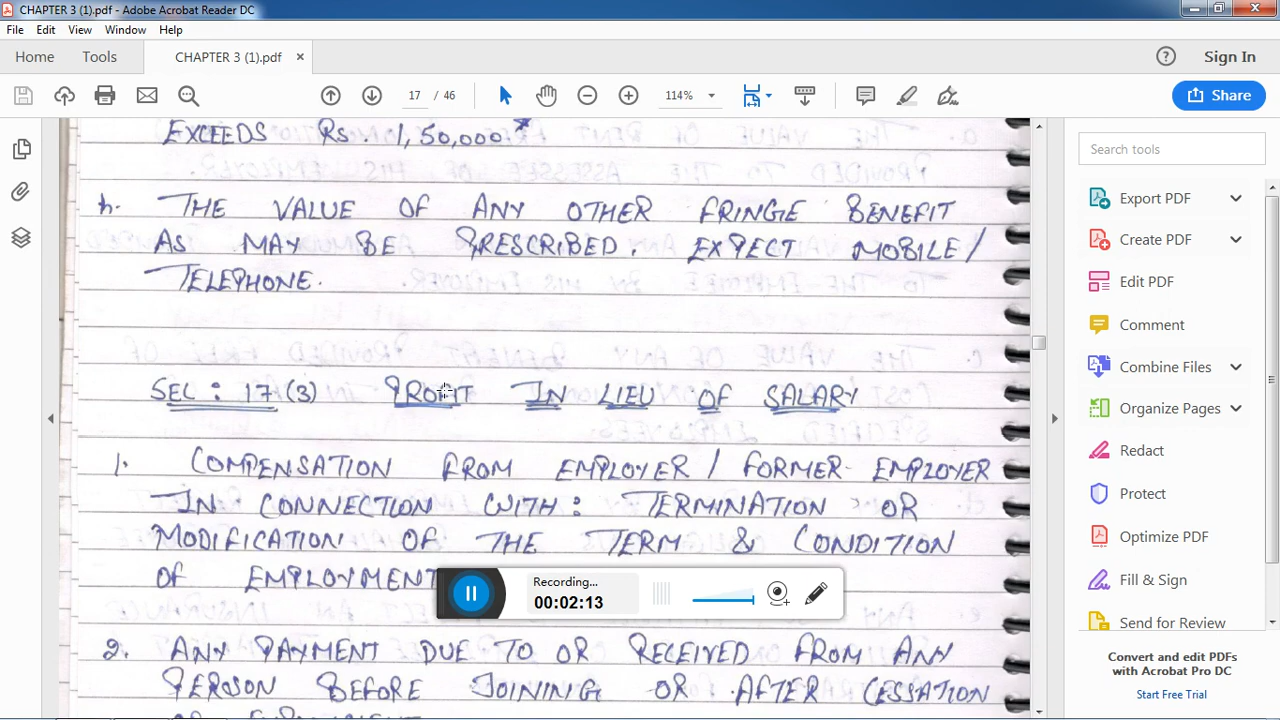 CHAPTER 3 (1).pdf - Adobe Acrobat Reader DC
File Edit View Window Help
Home Tools CHAPTER 3 (1).pdf × Sign In
17 / 46 114% Share
EXCEEDS Rs. 1,50,000.*
h. THE VALUE OF ANY OTHER FRINGE BENEFIT
AS MAY BE PRESCRIBED. EXPECT MOBILE/
TELEPHONE.
SEC : 17 (3) PROFIT IN LIEU OF SALARY
1. COMPENSATION FROM EMPLOYER / FORMER EMPLOYER
IN CONNECTION WITH : TERMINATION OR
MODIFICATION OF THE TERM & CONDITION
OF EMPLOYMENT
2. ANY PAYMENT DUE TO OR RECEIVED FROM ANY
PEROSON BEFORE JOINING OR AFTER CESSATION
Recording...
00:02:13
Search tools
Export PDF
Create PDF
Edit PDF
Comment
Combine Files
Organize Pages
Redact
Protect
Optimize PDF
Fill & Sign
Send for Review
Convert and edit PDFs
with Acrobat Pro DC
Start Free Trial